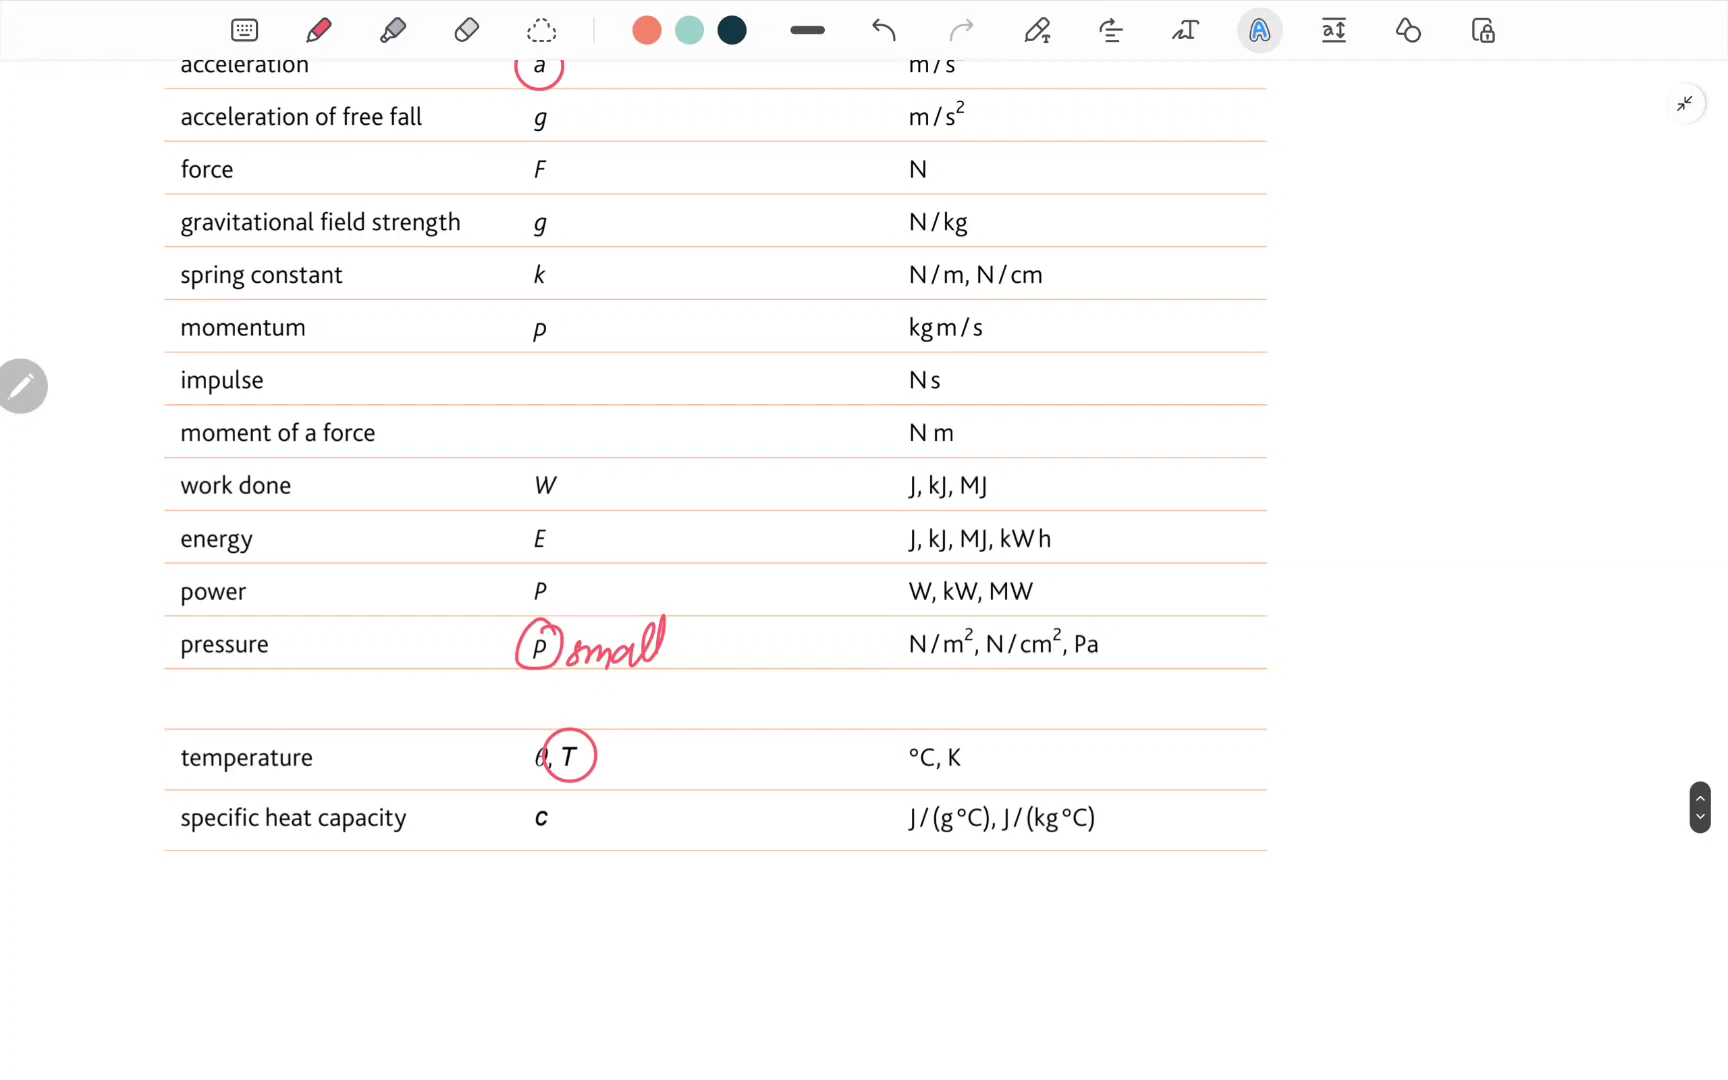 acceleration a m/s
acceleration of free fall g m/s²
force F N
gravitational field strength g N/kg
spring constant k N/m, N/cm
momentum p kg m/s
impulse N s
moment of a force N m
work done W J, kJ, MJ
energy E J, kJ, MJ, kW h
power P W, kW, MW
pressure p small N/m², N/cm², Pa
temperature θ, T °C, K
specific heat capacity c J/(g °C), J/(kg °C)